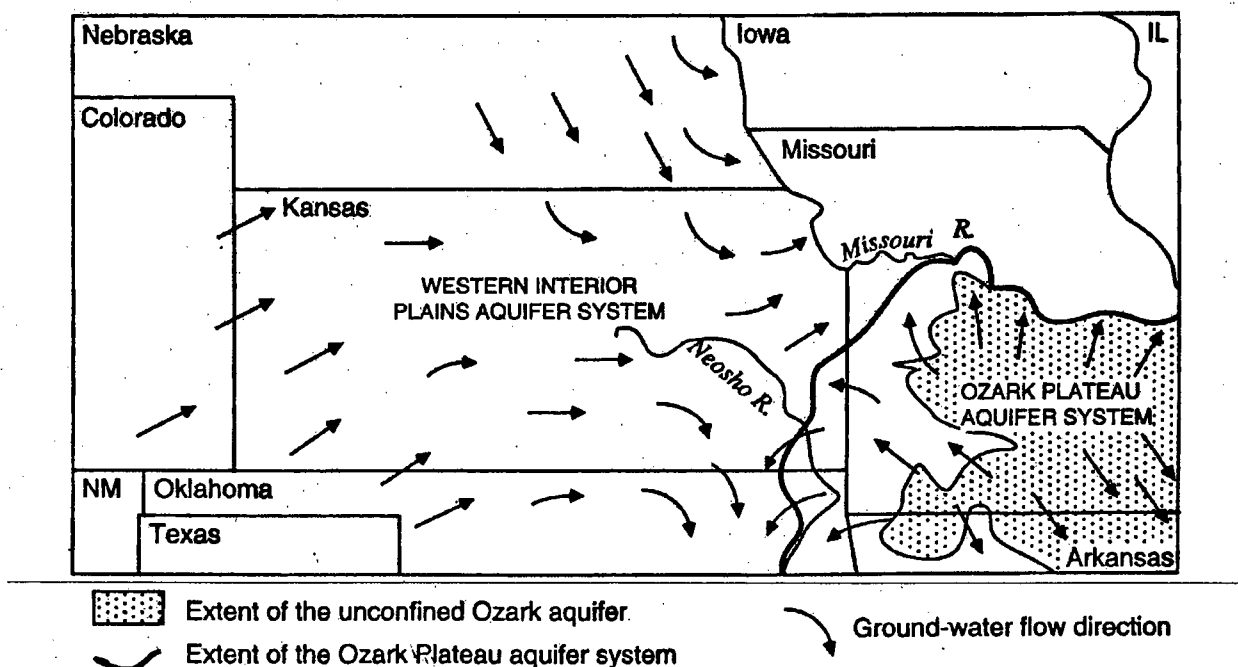 Nebraska
Iowa
IL
Colorado
Missouri
Kansas
Missouri R.
WESTERN INTERIOR
PLAINS AQUIFER SYSTEM
Neosho R.
OZARK PLATEAU
AQUIFER SYSTEM
NM
Oklahoma
Texas
Arkansas
Extent of the unconfined Ozark aquifer
Ground-water flow direction
Extent of the Ozark Plateau aquifer system